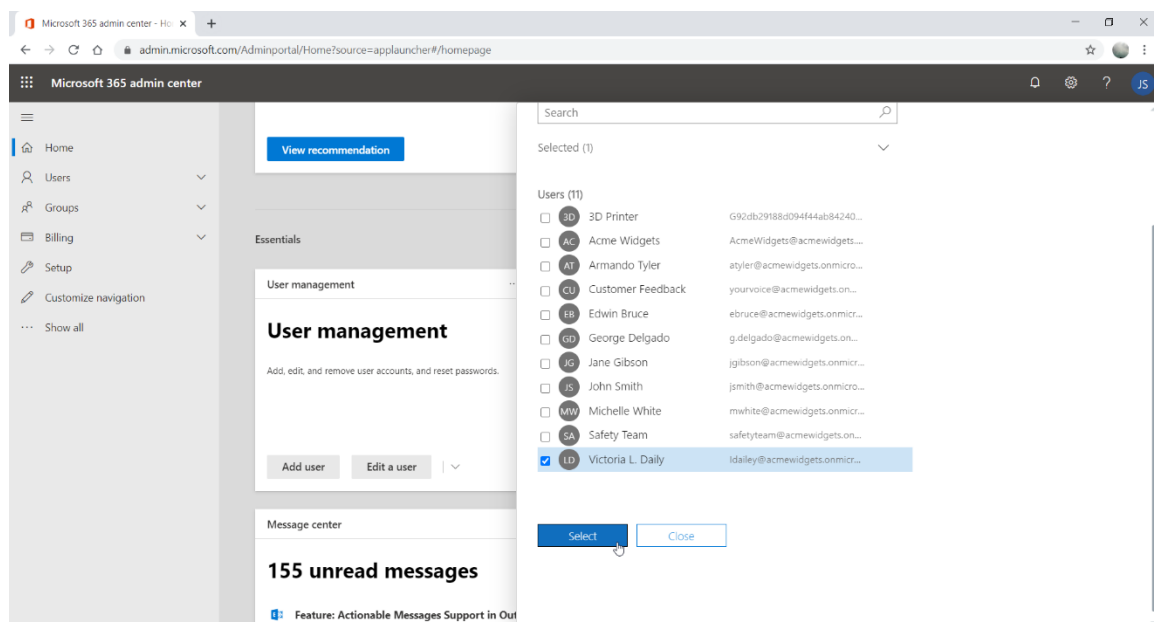 Microsoft 365 admin center - Ho
admin.microsoft.com/Adminportal/Home?source=applauncher#/homepage
Microsoft 365 admin center
JS
Home
Users
Groups
Billing
Setup
Customize navigation
Show all
View recommendation
Essentials
User management
User management
Add, edit, and remove user accounts, and reset passwords.
Add user Edit a user
Message center
155 unread messages
Feature: Actionable Messages Support in Out
Search
Selected (1)
Users (11)
3D 3D Printer G92db29188d094f44ab84240...
AC Acme Widgets AcmeWidgets@acmewidgets....
AT Armando Tyler atyler@acmewidgets.onmicro...
CU Customer Feedback yourvoice@acmewidgets.on...
EB Edwin Bruce ebruce@acmewidgets.onmicr...
GD George Delgado g.delgado@acmewidgets.on...
JG Jane Gibson jgibson@acmewidgets.onmicr...
JS John Smith jsmith@acmewidgets.onmicro...
MW Michelle White mwhite@acmewidgets.onmicr...
SA Safety Team safetyteam@acmewidgets.on...
LD Victoria L. Daily ldailey@acmewidgets.onmicr...
Select Close